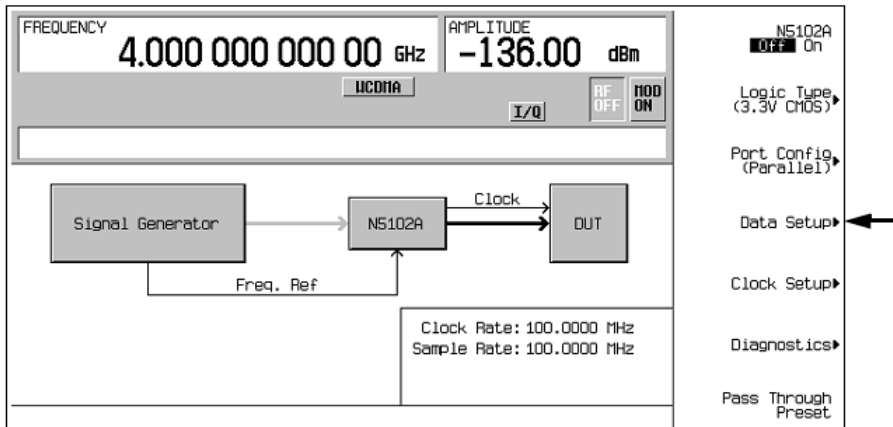 FREQUENCY
4.000 000 000 00 GHz
AMPLITUDE
-136.00 dBm
WCDMA
I/Q
RF
OFF
MOD
ON
Signal Generator
N5102A
Clock
DUT
Freq. Ref
Clock Rate: 100.0000 MHz
Sample Rate: 100.0000 MHz
N5102A
Off On
Logic Type
(3.3V CMOS)
Port Config
(Parallel)
Data Setup
Clock Setup
Diagnostics
Pass Through
Preset